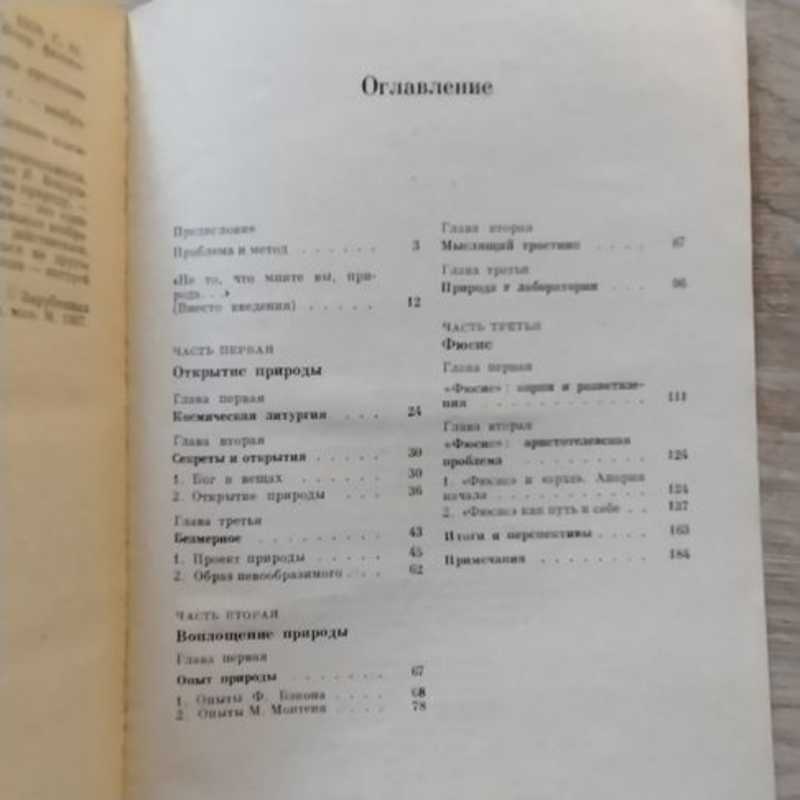 Оглавление
Предисловие
Проблема и метод . . . . . . 3
«Не то, что мните вы, при-
рода. . .»
(Вместо введения) . . . . . 12
ЧАСТЬ ПЕРВАЯ
Открытие природы
Глава первая
Космическая литургия . . . 24
Глава вторая
Секреты и открытия . . . . . 30
1. Бог в вещах . . . . . . 30
2. Открытие природы . . . . 36
Глава третья
Безмерное . . . . . . . . 43
1. Проект природы . . . . . 45
2. Образ невообразимого . . . 62
ЧАСТЬ ВТОРАЯ
Воплощение природы
Глава первая
Опыт природы . . . . . . . 67
1. Опыты Ф. Бэкона . . . . 68
2. Опыты М. Монтеня . . . . 78
Глава вторая
Мыслящий тростник . . . . 87
Глава третья
Природа в лаборатории . . . 96
ЧАСТЬ ТРЕТЬЯ
Фюсис
Глава первая
«Фюсис»: корни и разветвле-
ния . . . . . . . . . . 111
Глава вторая
«Фюсис»: аристотелевская
проблема . . . . . . . . 124
1. «Фюсис» и «архе». Апория
начала . . . . . . . . . 124
2. «Фюсис» как путь к себе . . 137
Итоги и перспективы . . . . 163
Примечания . . . . . . . . 184